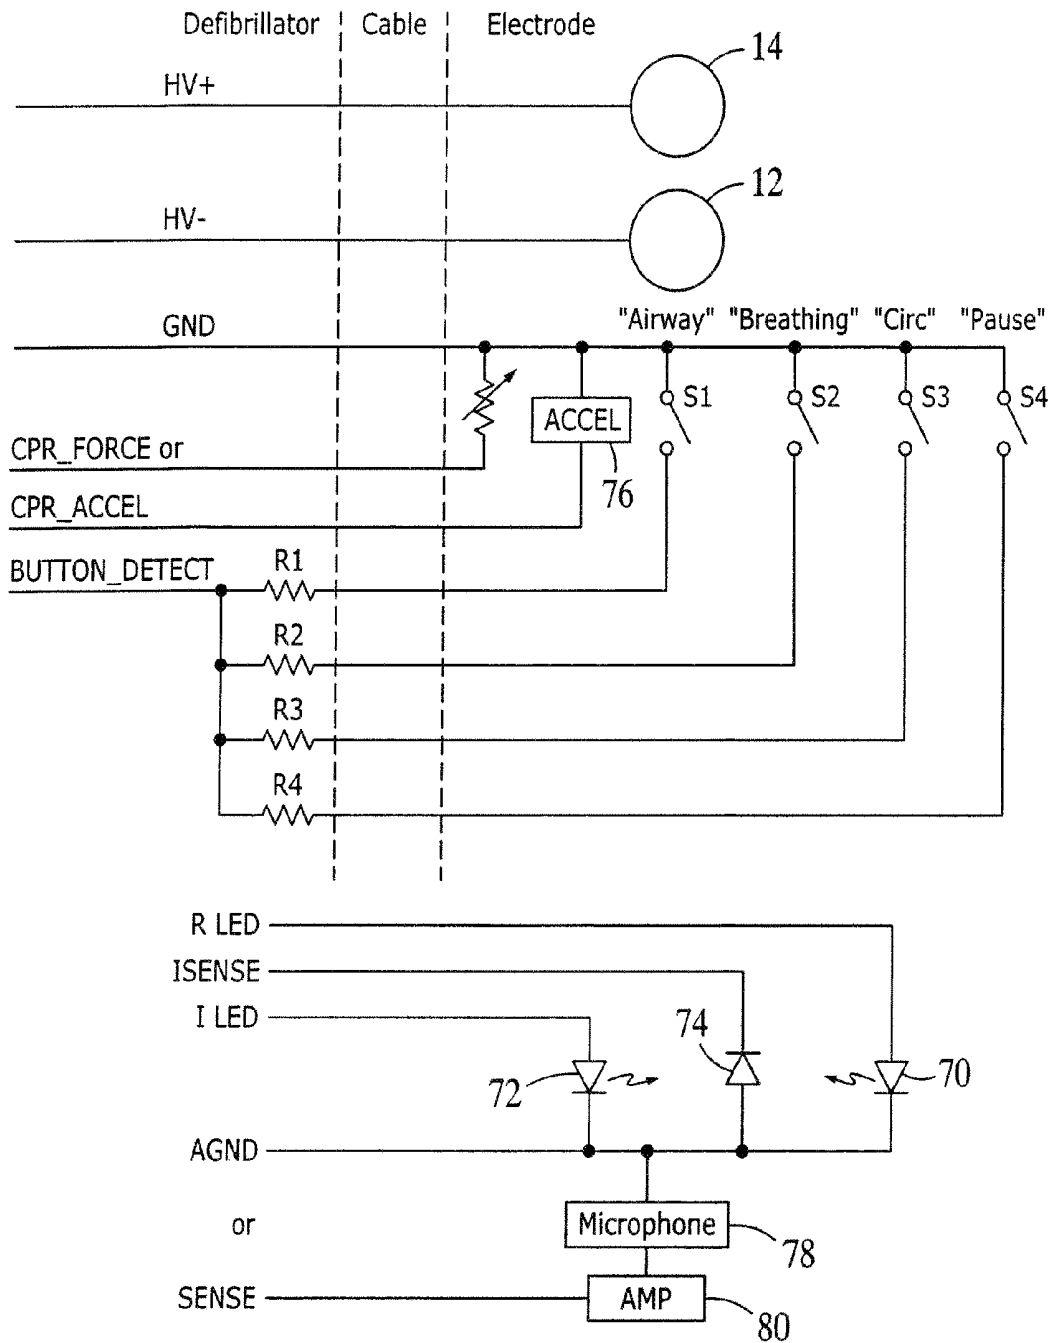 Defibrillator Cable Electrode
14
HV+
12
HV-
GND
"Airway" "Breathing" "Circ" "Pause"
S1 S2 S3 S4
ACCEL
CPR_FORCE or
76
CPR_ACCEL
R1
BUTTON_DETECT
R2
R3
R4
R LED
ISENSE
I LED
74
72
70
AGND
Microphone
or
78
SENSE
AMP
80